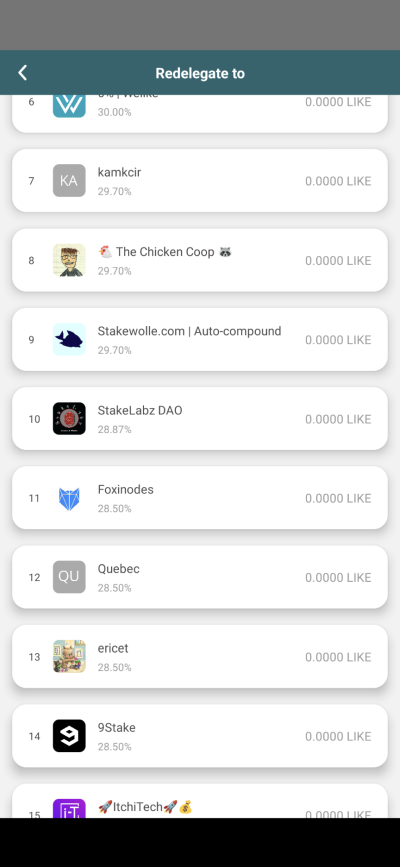 Redelegate to
6
30.00%
0.0000 LIKE
7
KA
kamkcir
29.70%
0.0000 LIKE
8
🐔 The Chicken Coop 🦝
29.70%
0.0000 LIKE
9
Stakewolle.com | Auto-compound
29.70%
0.0000 LIKE
10
StakeLabz DAO
28.87%
0.0000 LIKE
11
Foxinodes
28.50%
0.0000 LIKE
12
QU
Quebec
28.50%
0.0000 LIKE
13
ericet
28.50%
0.0000 LIKE
14
9Stake
28.50%
0.0000 LIKE
15
🚀ItchiTech🚀💰
0.0000 LIKE